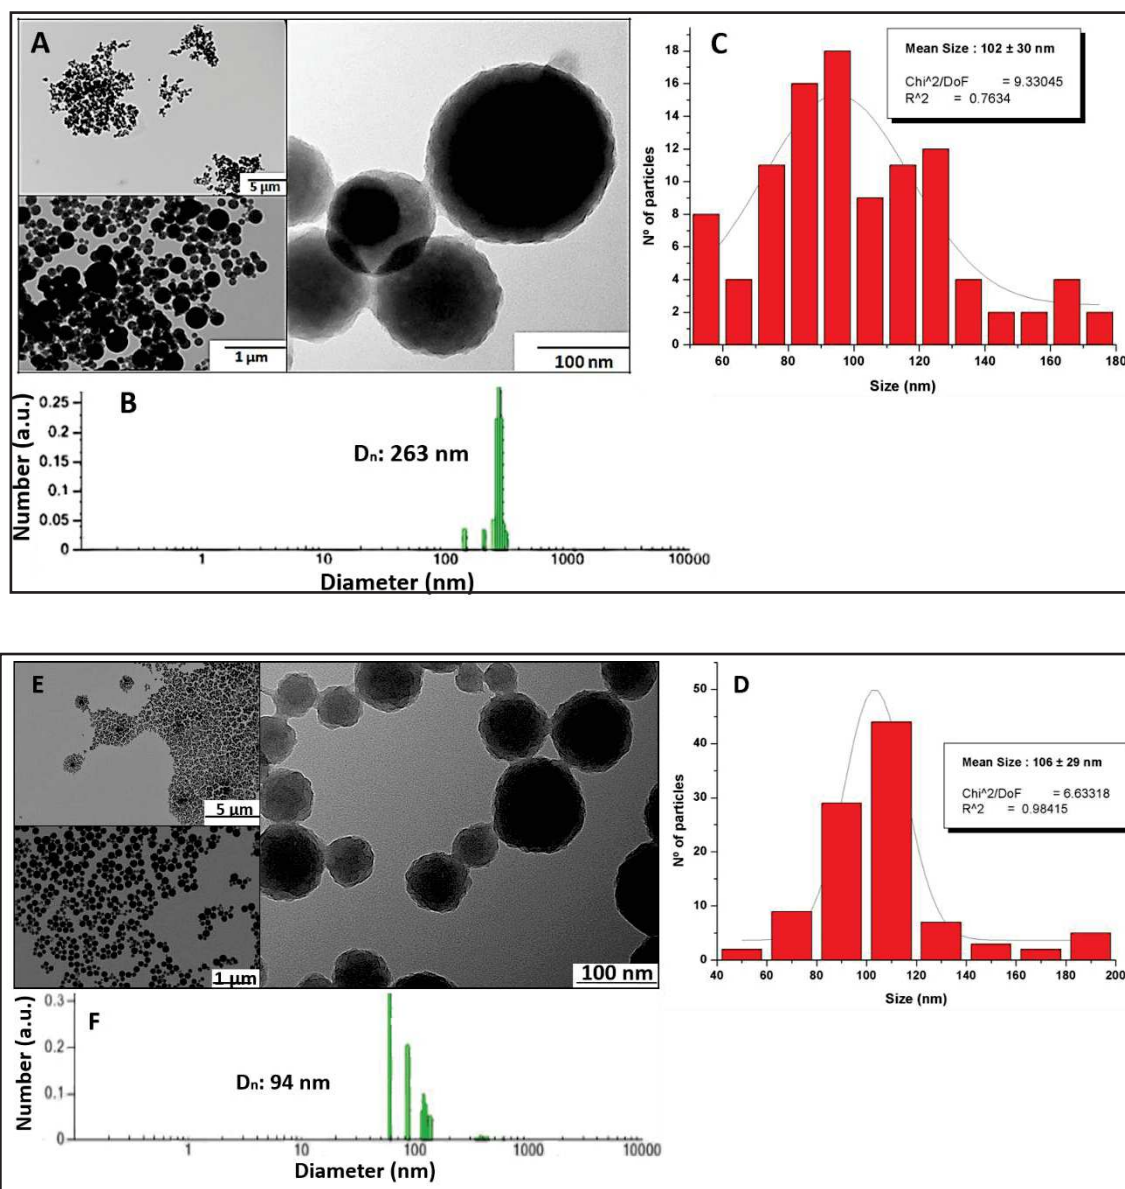 A
5 µm
1 µm
100 nm
C
Mean Size : 102 ± 30 nm
Chi^2/DoF = 9.33045
R^2 = 0.7634
18
16
14
12
10
8
6
4
2
0
Nº of particles
60 80 100 120 140 160 180
Size (nm)
B
Dn: 263 nm
0.25
0.2
0.1
0.05
0
Number (a.u.)
1 10 100 1000 10000
Diameter (nm)
E
5 µm
1 µm
100 nm
D
Mean Size : 106 ± 29 nm
Chi^2/DoF = 6.63318
R^2 = 0.98415
50
40
30
20
10
0
Nº of particles
40 60 80 100 120 140 160 180 200
Size (nm)
F
Dn: 94 nm
0.3
0.2
0.1
0
Number (a.u.)
1 10 100 1000 10000
Diameter (nm)